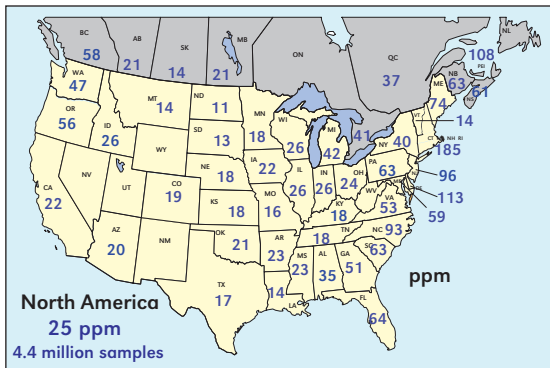 BC
58
AB
21
SK
14
MB
21
ON
QC
37
NL
108
PEI
NB
63
NS
61
WA
47
OR
56
ID
26
MT
14
ND
11
SD
13
MN
18
WI
26
MI
42
41
ME
74
VT
14
NH RI
CT
185
NY
40
PA
63
NJ
96
MD
DE
113
59
WY
NE
18
IA
22
IL
26
IN
26
OH
24
WV
VA
53
KY
18
CA
22
NV
UT
CO
19
KS
18
MO
16
TN
18
NC
93
SC
63
AZ
20
NM
OK
21
AR
23
MS
23
AL
35
GA
51
TX
17
14
LA
FL
64
ppm
North America
25 ppm
4.4 million samples